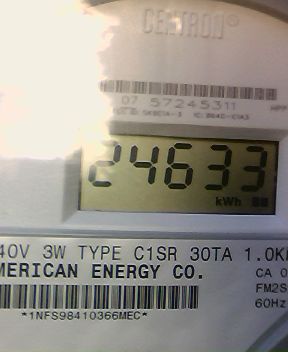 CENTRON®
07 57245311
24633
kWh
40V 3W TYPE C1SR 30TA 1.0K
MERICAN ENERGY CO.
CA 0
FM2S
60Hz
*1NFS98410366MEC*